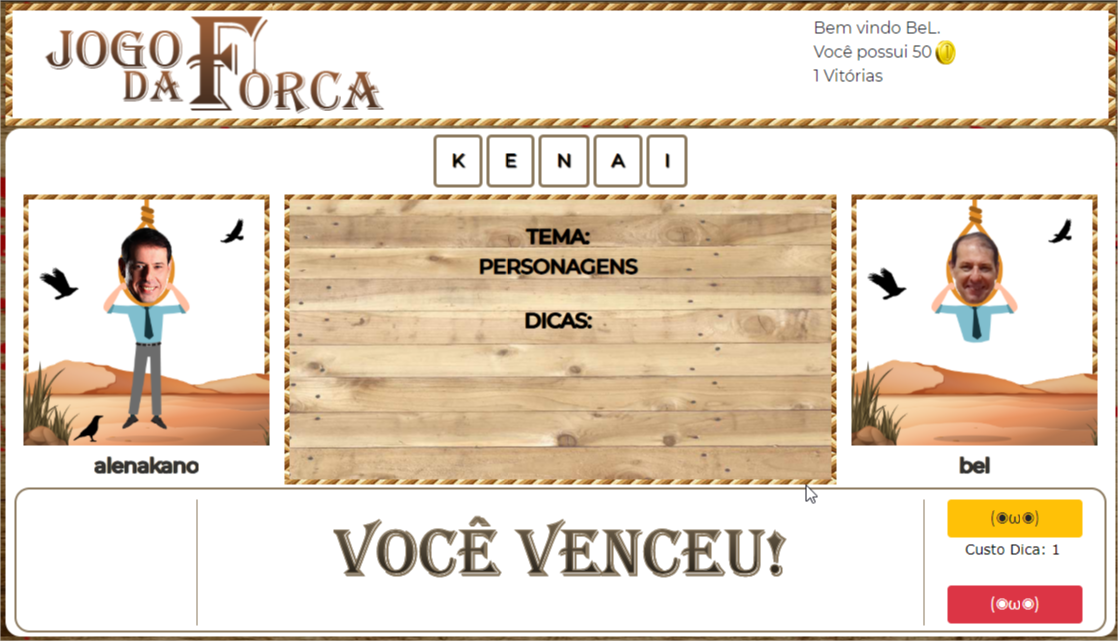 JOGO DA FORCA
Bem vindo BeL.
Você possui 50
1 Vitórias
K E N A I
TEMA:
PERSONAGENS
DICAS:
alenakano
bel
VOCÊ VENCEU!
(◉ω◉)
Custo Dica: 1
(◉ω◉)